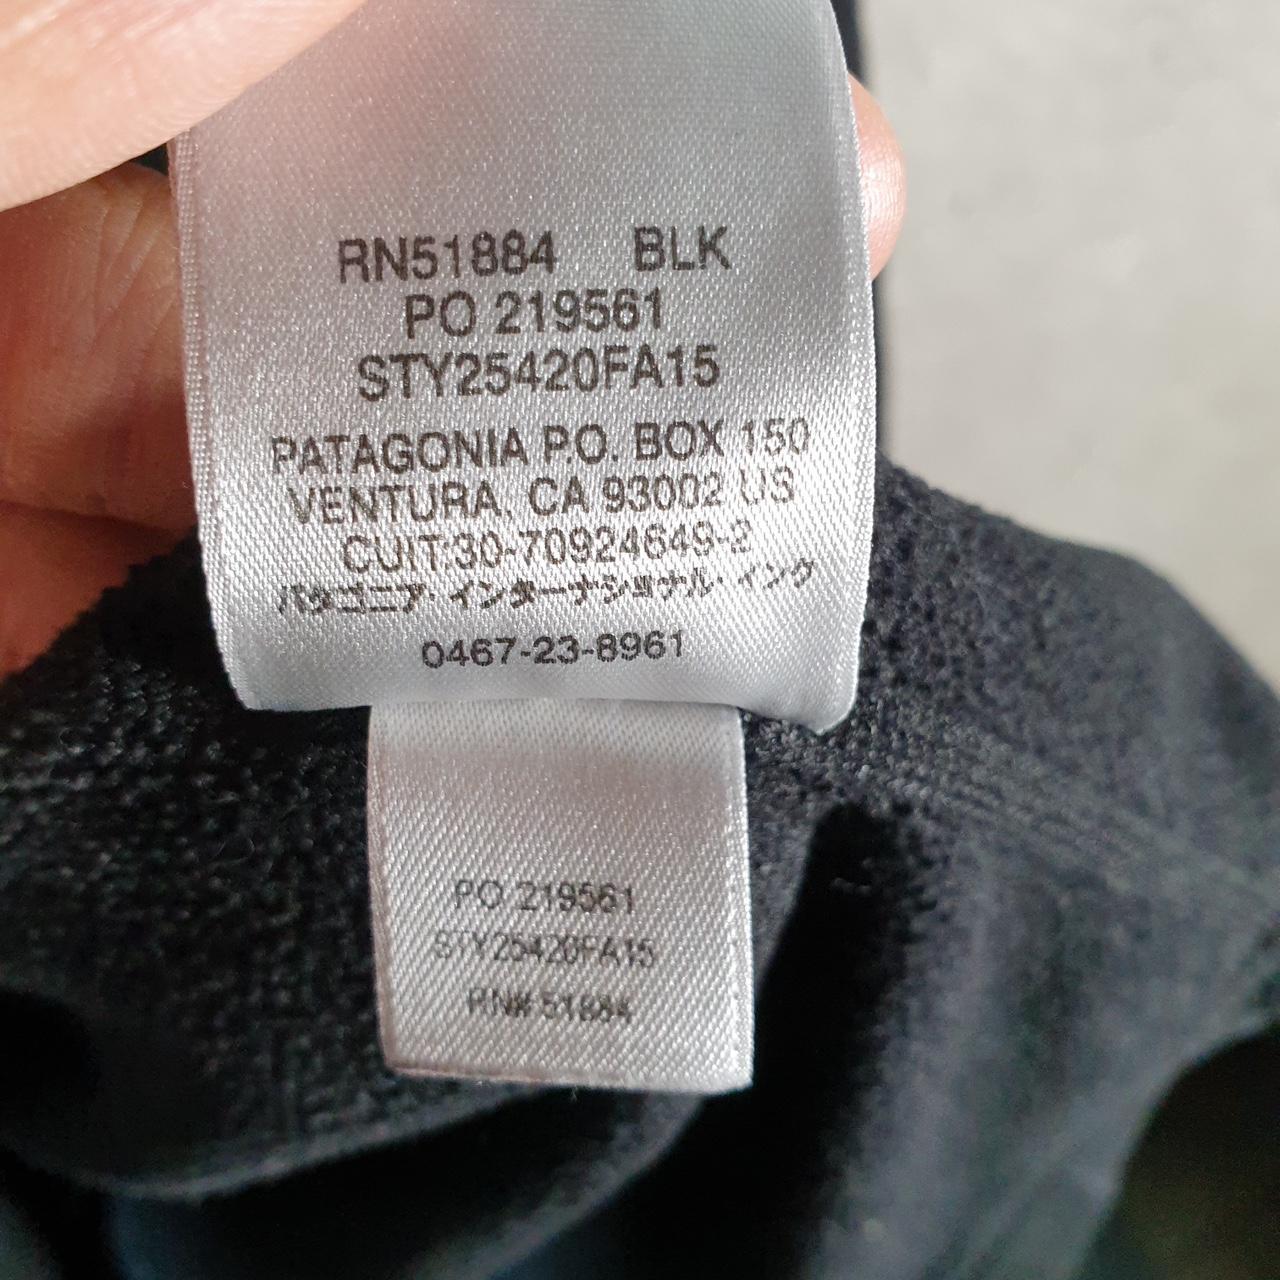 RN51884 BLK
PO 219561
STY25420FA15
PATAGONIA P.O. BOX 150
VENTURA, CA 93002 US
CUIT:30-70924649-2
パタゴニア・インターナショナル・インク
0467-23-8961
PO 219561
STY25420FA15
RN# 51884